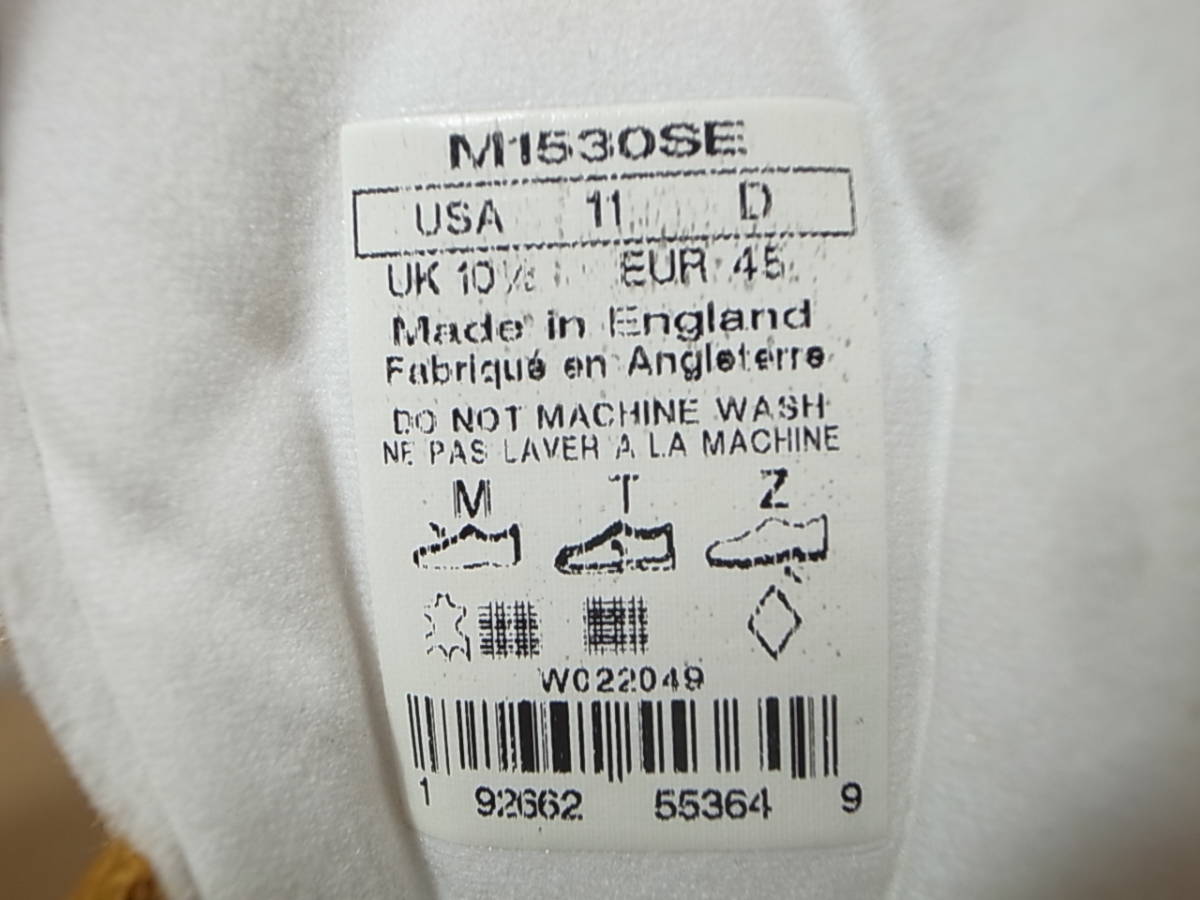 M1530SE
USA 11 D
UK 10½ EUR 45
Made in England
Fabriqué en Angleterre
DO NOT MACHINE WASH
NE PAS LAVER A LA MACHINE
M T Z
W022049
1 92662 55364 9